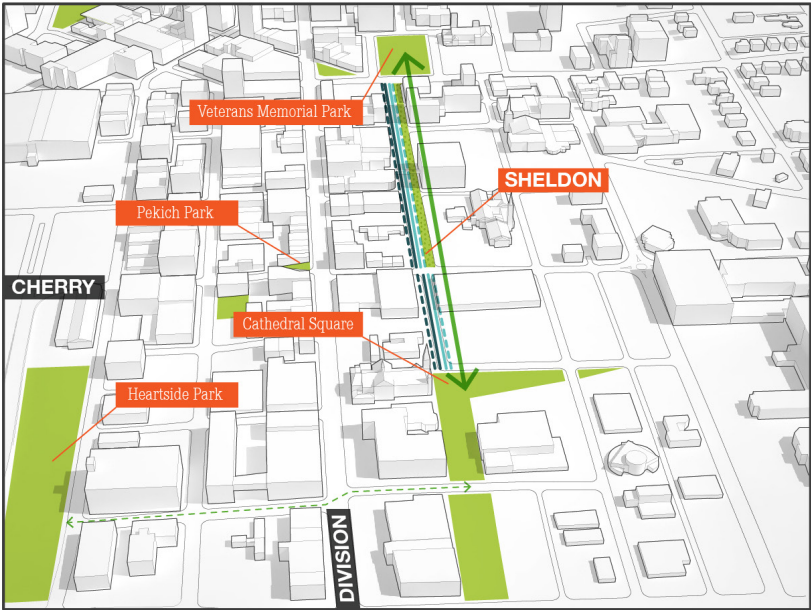 Veterans Memorial Park
SHELDON
Pekich Park
CHERRY
Cathedral Square
Heartside Park
DIVISION